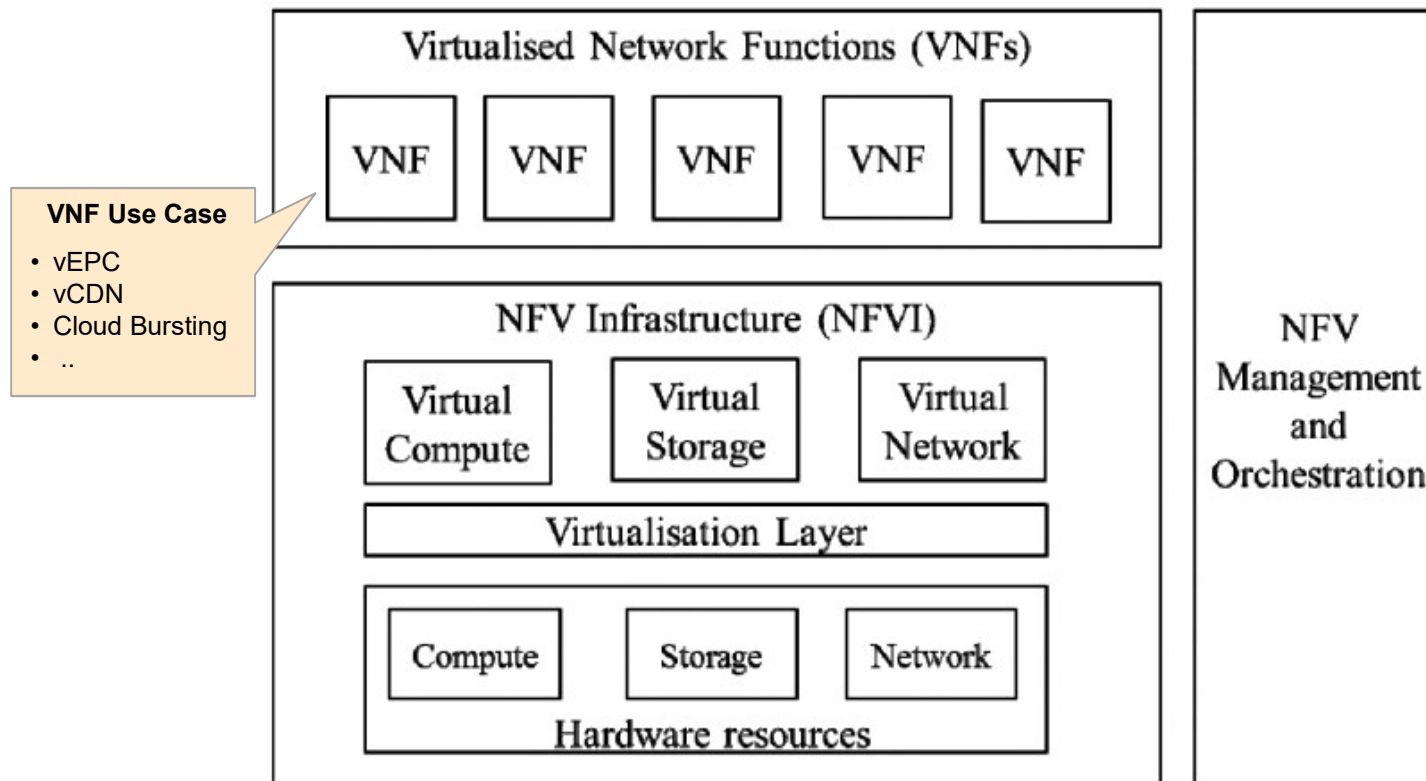 Virtualised Network Functions (VNFs)
VNF
VNF
VNF
VNF
VNF
VNF Use Case
• vEPC
• vCDN
• Cloud Bursting
• ..
NFV Infrastructure (NFVI)
Virtual
Compute
Virtual
Storage
Virtual
Network
Virtualisation Layer
Compute
Storage
Network
Hardware resources
NFV
Management
and
Orchestration